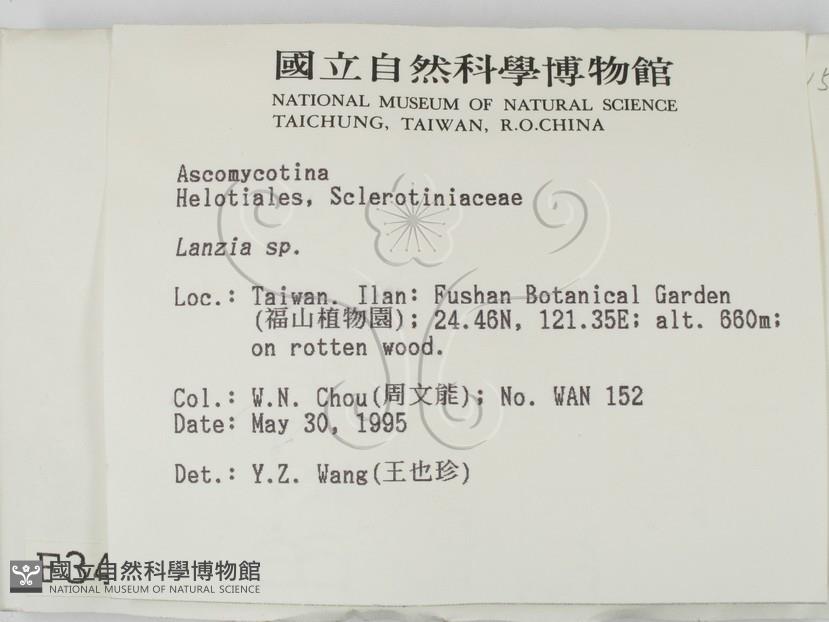 國立自然科學博物館
NATIONAL MUSEUM OF NATURAL SCIENCE
TAICHUNG, TAIWAN, R.O.CHINA
15
Ascomycotina
Helotiales, Sclerotiniaceae
Lanzia sp.
Loc.: Taiwan. Ilan: Fushan Botanical Garden
(福山植物園); 24.46N, 121.35E; alt. 660m;
on rotten wood.
Col.: W.N. Chou(周文能); No. WAN 152
Date: May 30, 1995
Det.: Y.Z. Wang(王也珍)
F34
國立自然科學博物館
NATIONAL MUSEUM OF NATURAL SCIENCE